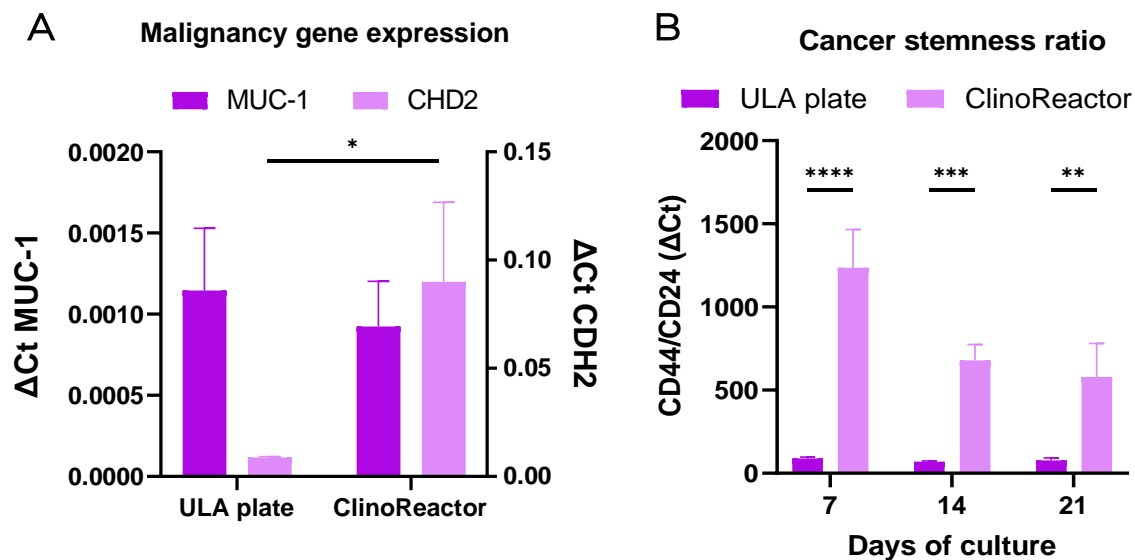 A
Malignancy gene expression
MUC-1 CHD2
*
0.0020
0.0015
0.0010
0.0005
0.0000
ΔCt MUC-1
0.15
0.10
0.05
0.00
ΔCt CDH2
ULA plate ClinoReactor
B
Cancer stemness ratio
ULA plate ClinoReactor
2000
1500
1000
500
0
CD44/CD24 (ΔCt)
**** *** **
7 14 21
Days of culture